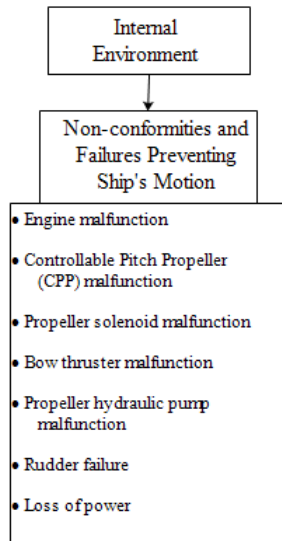 Internal
Environment
Non-conformities and
Failures Preventing
Ship's Motion
• Engine malfunction
• Controllable Pitch Propeller
(CPP) malfunction
• Propeller solenoid malfunction
• Bow thruster malfunction
• Propeller hydraulic pump
malfunction
• Rudder failure
• Loss of power